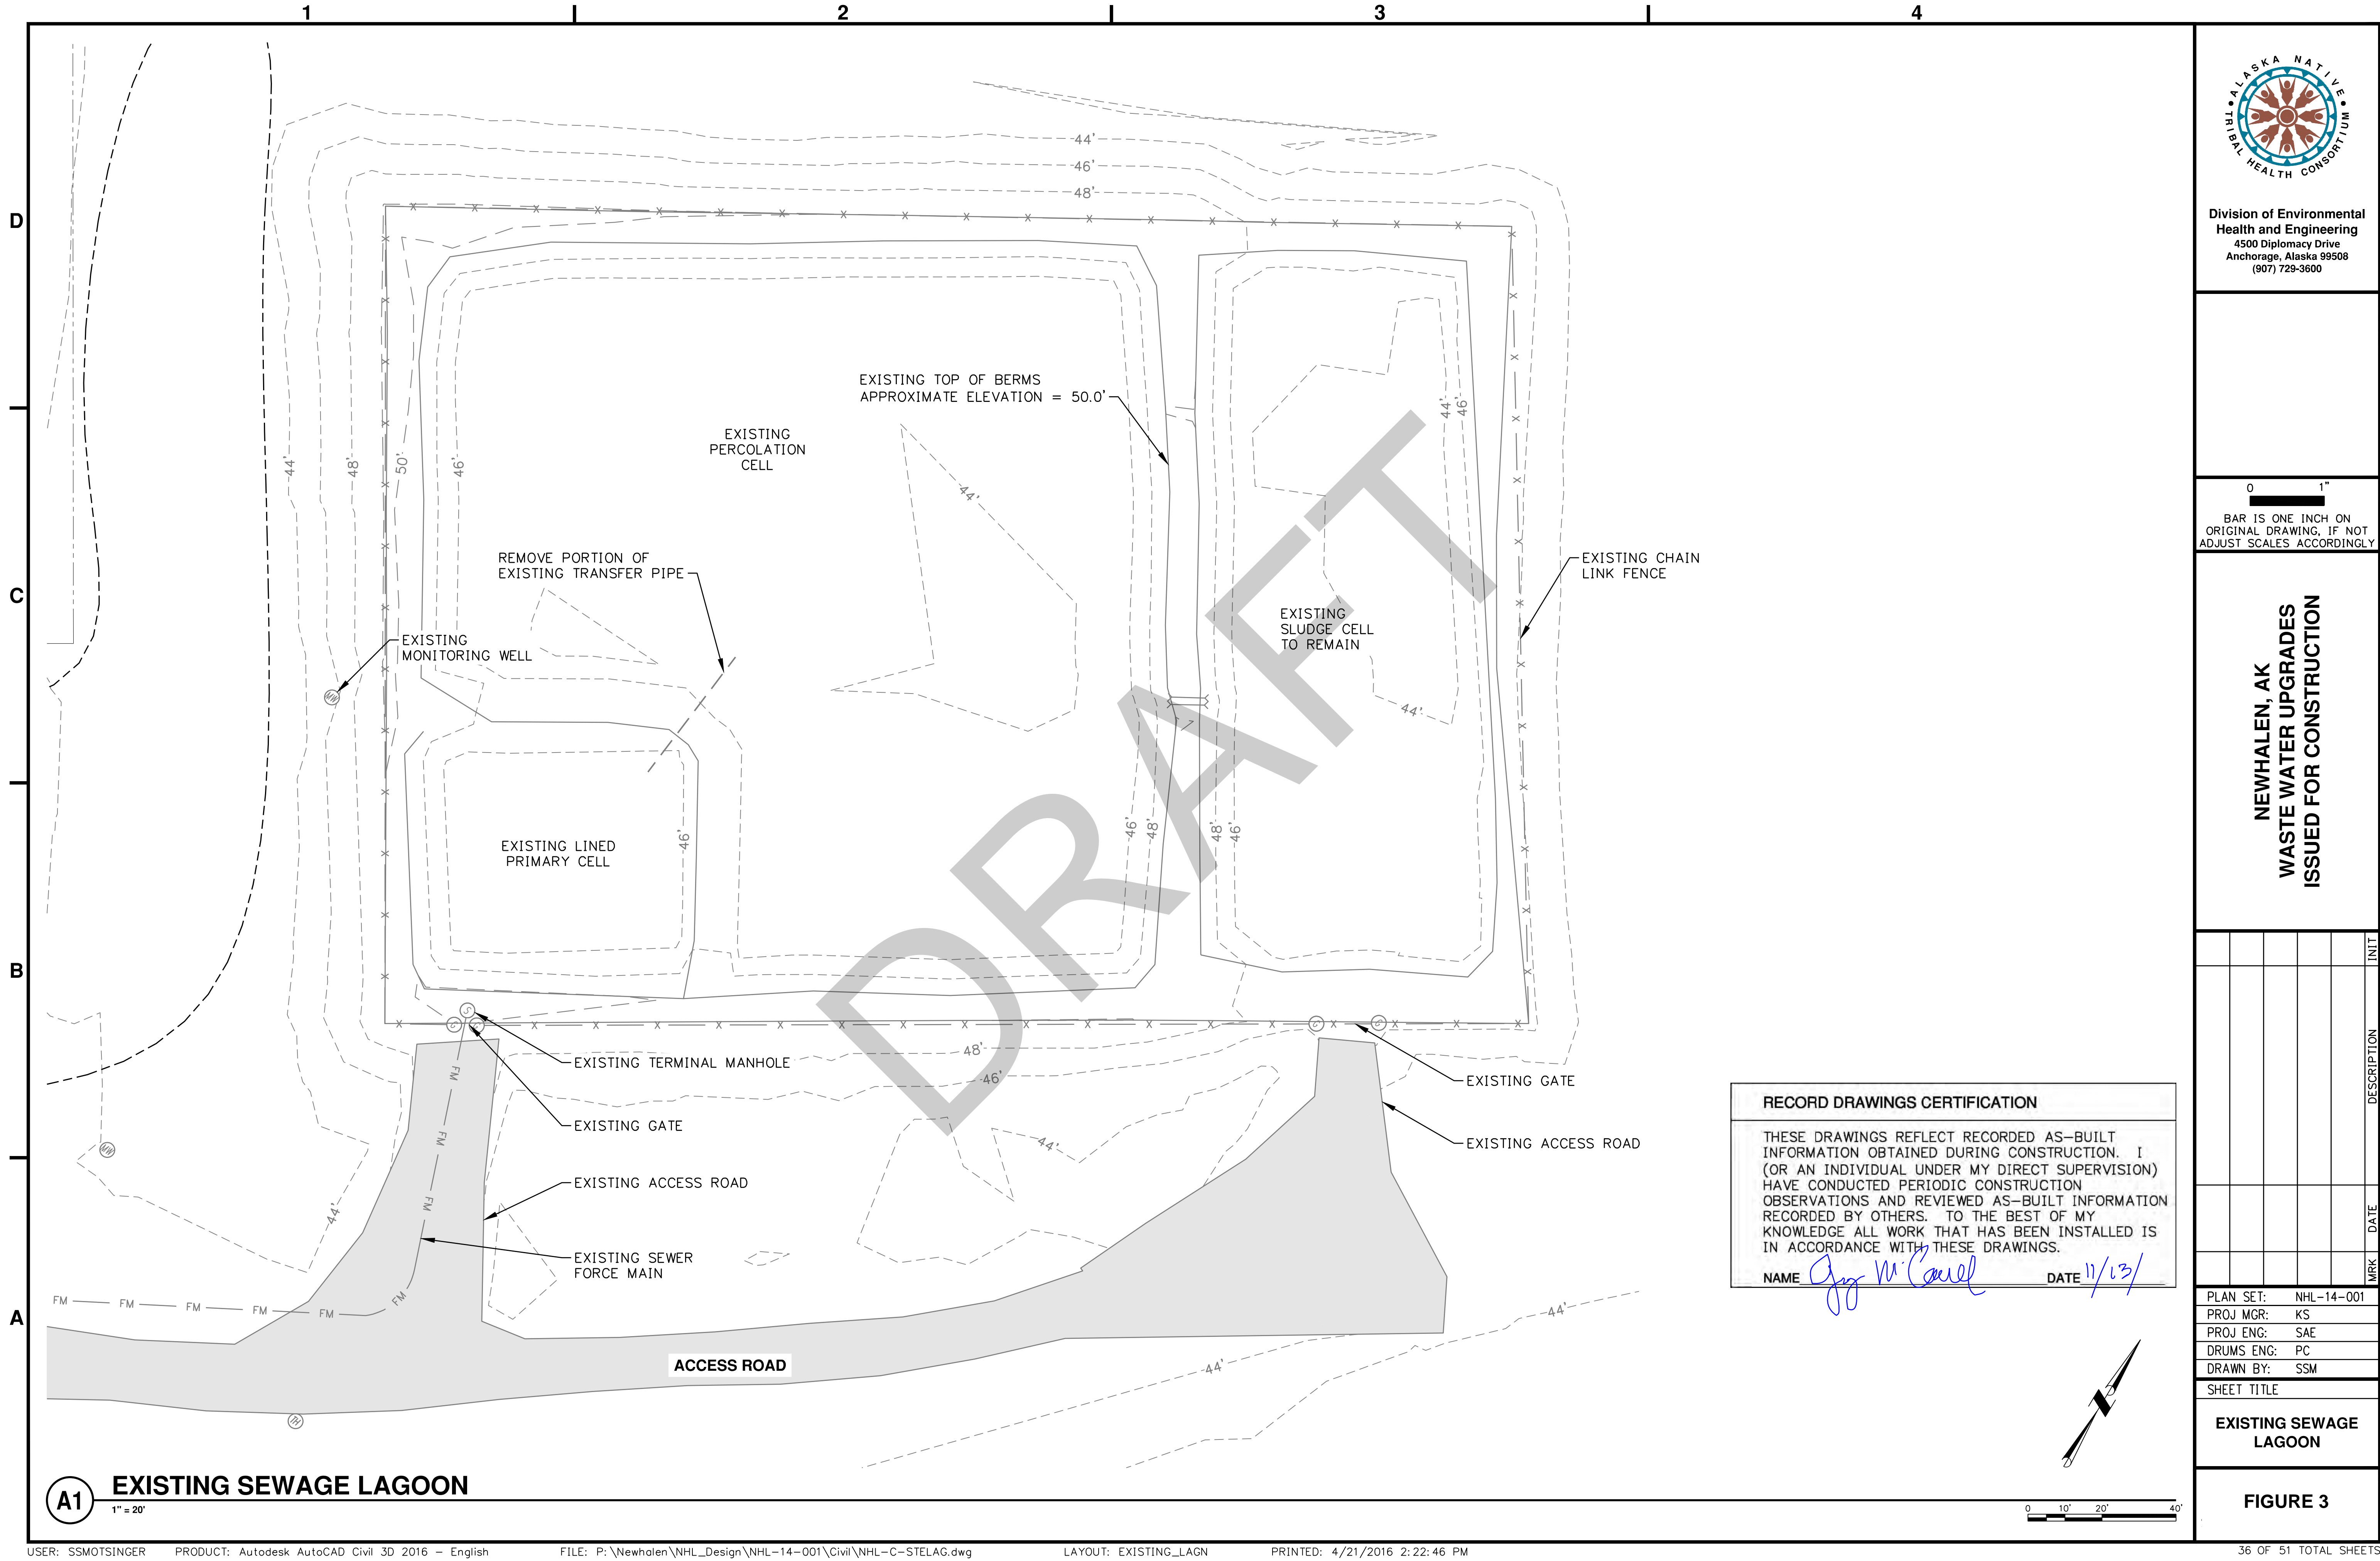 1 2 3 4
D
C
B
A
44'
46'
48'
EXISTING TOP OF BERMS
APPROXIMATE ELEVATION = 50.0'
EXISTING
PERCOLATION
CELL
44'
48'
50'
46'
44'
44'
46'
REMOVE PORTION OF
EXISTING TRANSFER PIPE
EXISTING CHAIN
LINK FENCE
EXISTING
SLUDGE CELL
TO REMAIN
EXISTING
MONITORING WELL
MW
44'
EXISTING LINED
PRIMARY CELL
46'
46'
48'
48'
46'
DRAFT
S
G
G
G
G
EXISTING TERMINAL MANHOLE
48'
46'
EXISTING GATE
EXISTING GATE
EXISTING ACCESS ROAD
44'
MW
EXISTING ACCESS ROAD
44'
EXISTING SEWER
FORCE MAIN
FM FM FM FM FM FM FM FM FM
44'
44'
ACCESS ROAD
TH
RECORD DRAWINGS CERTIFICATION
THESE DRAWINGS REFLECT RECORDED AS-BUILT
INFORMATION OBTAINED DURING CONSTRUCTION. I
(OR AN INDIVIDUAL UNDER MY DIRECT SUPERVISION)
HAVE CONDUCTED PERIODIC CONSTRUCTION
OBSERVATIONS AND REVIEWED AS-BUILT INFORMATION
RECORDED BY OTHERS. TO THE BEST OF MY
KNOWLEDGE ALL WORK THAT HAS BEEN INSTALLED IS
IN ACCORDANCE WITH THESE DRAWINGS.
NAME DATE
A1
EXISTING SEWAGE LAGOON
1" = 20'
0 10' 20' 40'
ALASKA NATIVE
TRIBAL HEALTH CONSORTIUM
Division of Environmental
Health and Engineering
4500 Diplomacy Drive
Anchorage, Alaska 99508
(907) 729-3600
0 1"
BAR IS ONE INCH ON
ORIGINAL DRAWING, IF NOT
ADJUST SCALES ACCORDINGLY
NEWHALEN, AK
WASTE WATER UPGRADES
ISSUED FOR CONSTRUCTION
MRK DATE DESCRIPTION INIT
PLAN SET: NHL-14-001
PROJ MGR: KS
PROJ ENG: SAE
DRUMS ENG: PC
DRAWN BY: SSM
SHEET TITLE
EXISTING SEWAGE
LAGOON
FIGURE 3
USER: SSMOTSINGER PRODUCT: Autodesk AutoCAD Civil 3D 2016 - English FILE: P:\Newhalen\NHL_Design\NHL-14-001\Civil\NHL-C-STELAG.dwg LAYOUT: EXISTING_LAGN PRINTED: 4/21/2016 2:22:46 PM 36 OF 51 TOTAL SHEETS